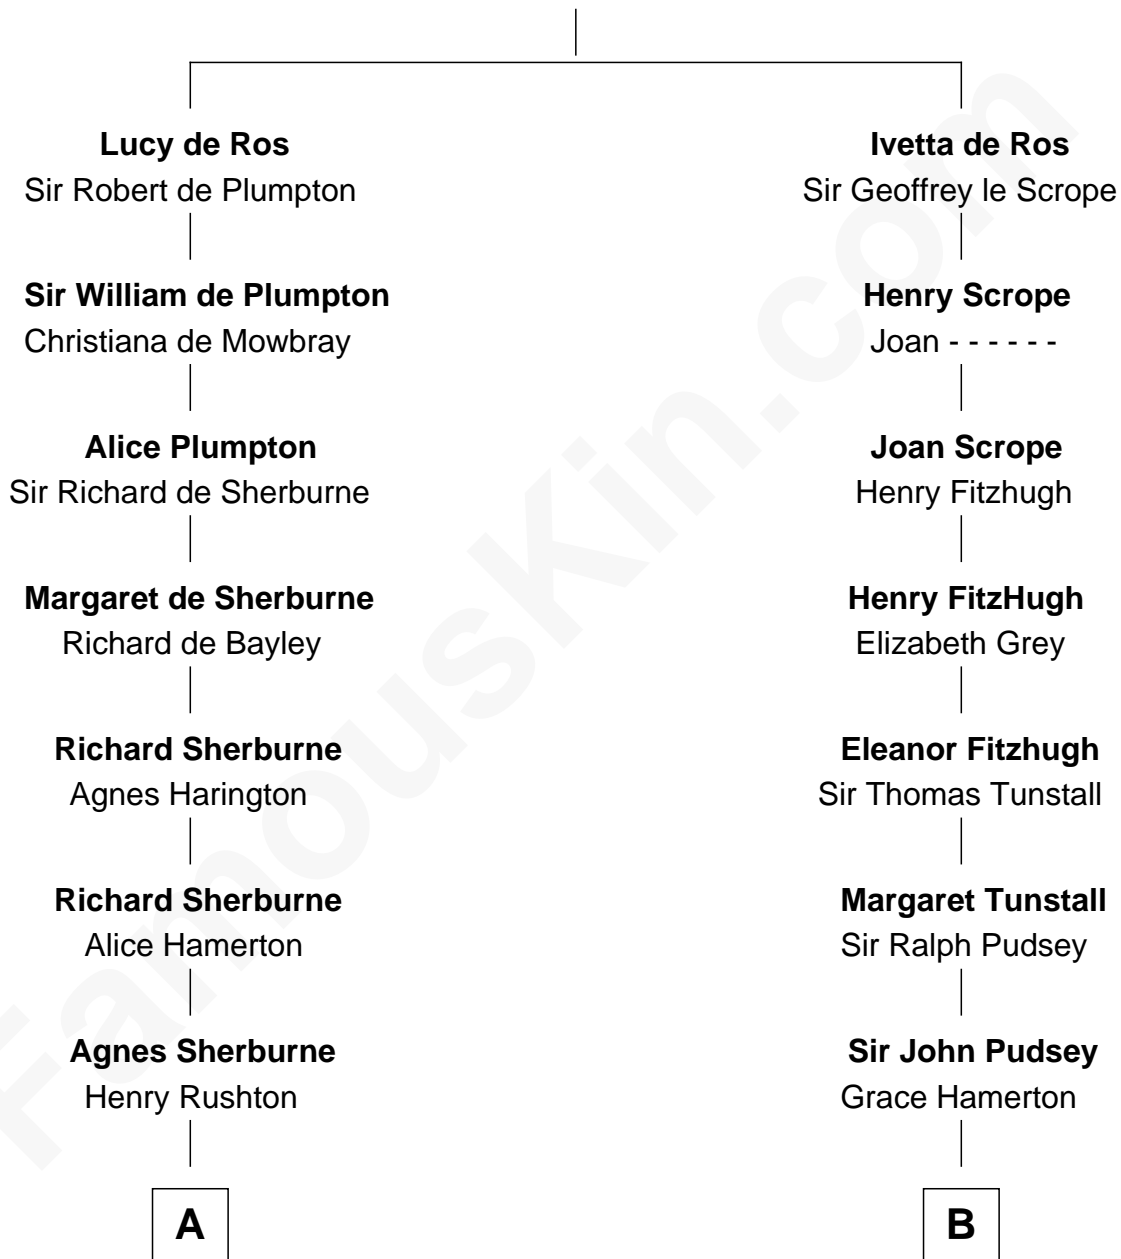 Lucy de Ros
Sir Robert de Plumpton
Sir William de Plumpton
Christiana de Mowbray
Alice Plumpton
Sir Richard de Sherburne
Margaret de Sherburne
Richard de Bayley
Richard Sherburne
Agnes Harington
Richard Sherburne
Alice Hamerton
Agnes Sherburne
Henry Rushton
A
Ivetta de Ros
Sir Geoffrey le Scrope
Henry Scrope
Joan - - - - - -
Joan Scrope
Henry Fitzhugh
Henry FitzHugh
Elizabeth Grey
Eleanor Fitzhugh
Sir Thomas Tunstall
Margaret Tunstall
Sir Ralph Pudsey
Sir John Pudsey
Grace Hamerton
B
FamousKin.com